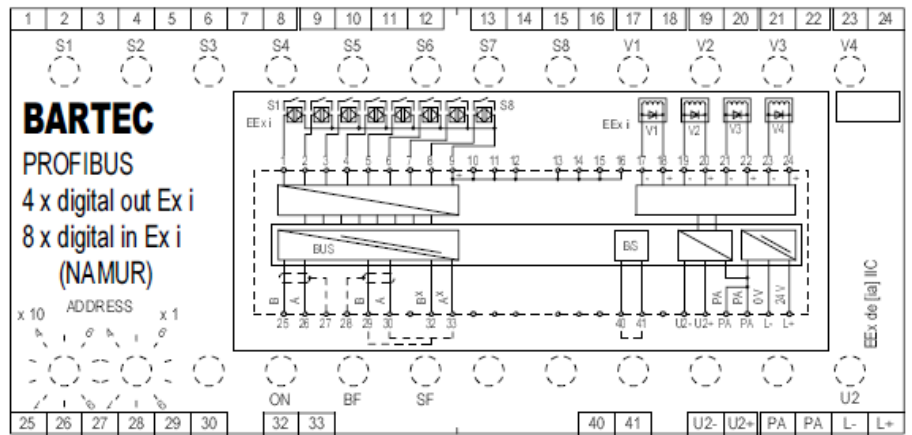 1 2 3 4 5 6 7 8 9 10 11 12 13 14 15 16 17 18 19 20 21 22 23 24
S1 S2 S3 S4 S5 S6 S7 S8 V1 V2 V3 V4
BARTEC
PROFIBUS
4 x digital out Ex i
8 x digital in Ex i
(NAMUR)
ADDRESS
x 10 x 1
4 6 4 6
S1 S8
EEx i EEx i
V1 V2 V3 V4
1 2 3 4 5 6 7 8 9 10 11 12 13 14 15 16 17 18 19 20 21 22 23 24
+ - + - + - + - +
BUS B/S
B A B A Bx Ax PA PA 0V 24V
25 26 27 28 29 30 32 33 40 41 U2- U2+ PA PA L- L+
EEx de [ia] IIC
ON BF SF U2
25 26 27 28 29 30 32 33 40 41 U2- U2+ PA PA L- L+